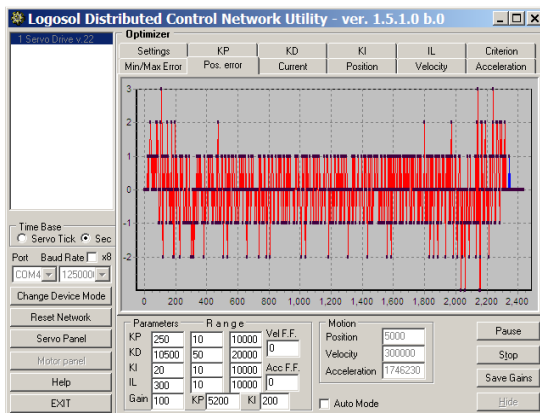 Logosol Distributed Control Network Utility - ver. 1.5.1.0 b.0
1 Servo Drive v.22
Optimizer
Settings KP KD KI IL Criterion
Min/Max Error Pos. error Current Position Velocity Acceleration
3
2
1
0
-1
-2
0 200 400 600 800 1,000 1,200 1,400 1,600 1,800 2,000 2,200 2,400
Time Base
Servo Tick Sec
Port Baud Rate x8
COM4 125000
Change Device Mode
Reset Network
Servo Panel
Motor panel
Help
EXIT
Parameters Range
KP 250 10 10000 Vel F.F.
KD 10500 50 20000 0
KI 20 10 10000 Acc F.F.
IL 300 10 10000 0
Gain 100 KP 5200 KI 200
Motion
Position 5000
Velocity 300000
Acceleration 1746230
Auto Mode
Pause
Stop
Save Gains
Hide